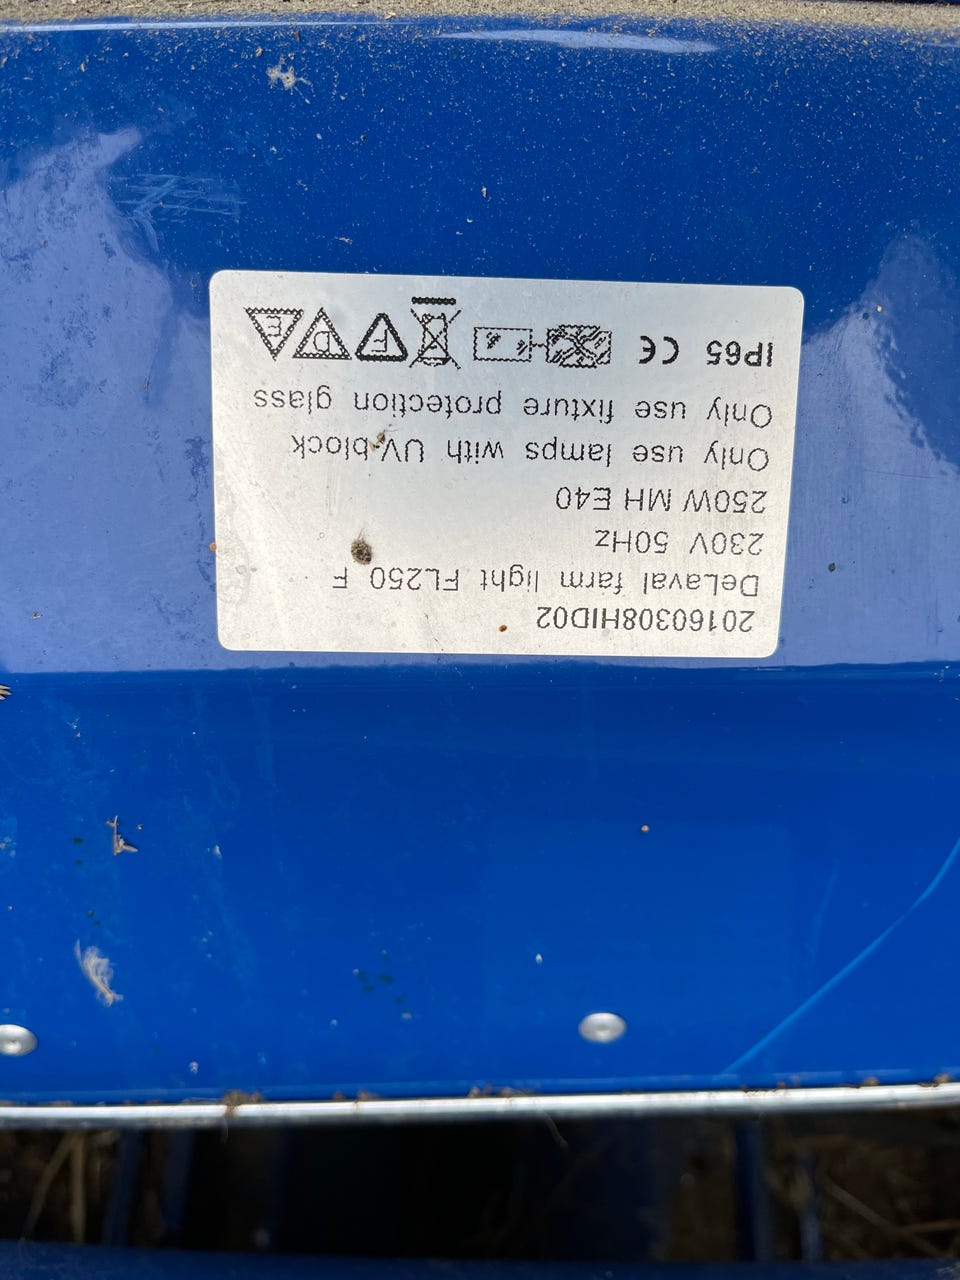 20160308HID02
DeLaval farm light FL250 F
230V 50Hz
250W MH E40
Only use lamps with UV-block
Only use fixture protection glass
IP65 CE F D E